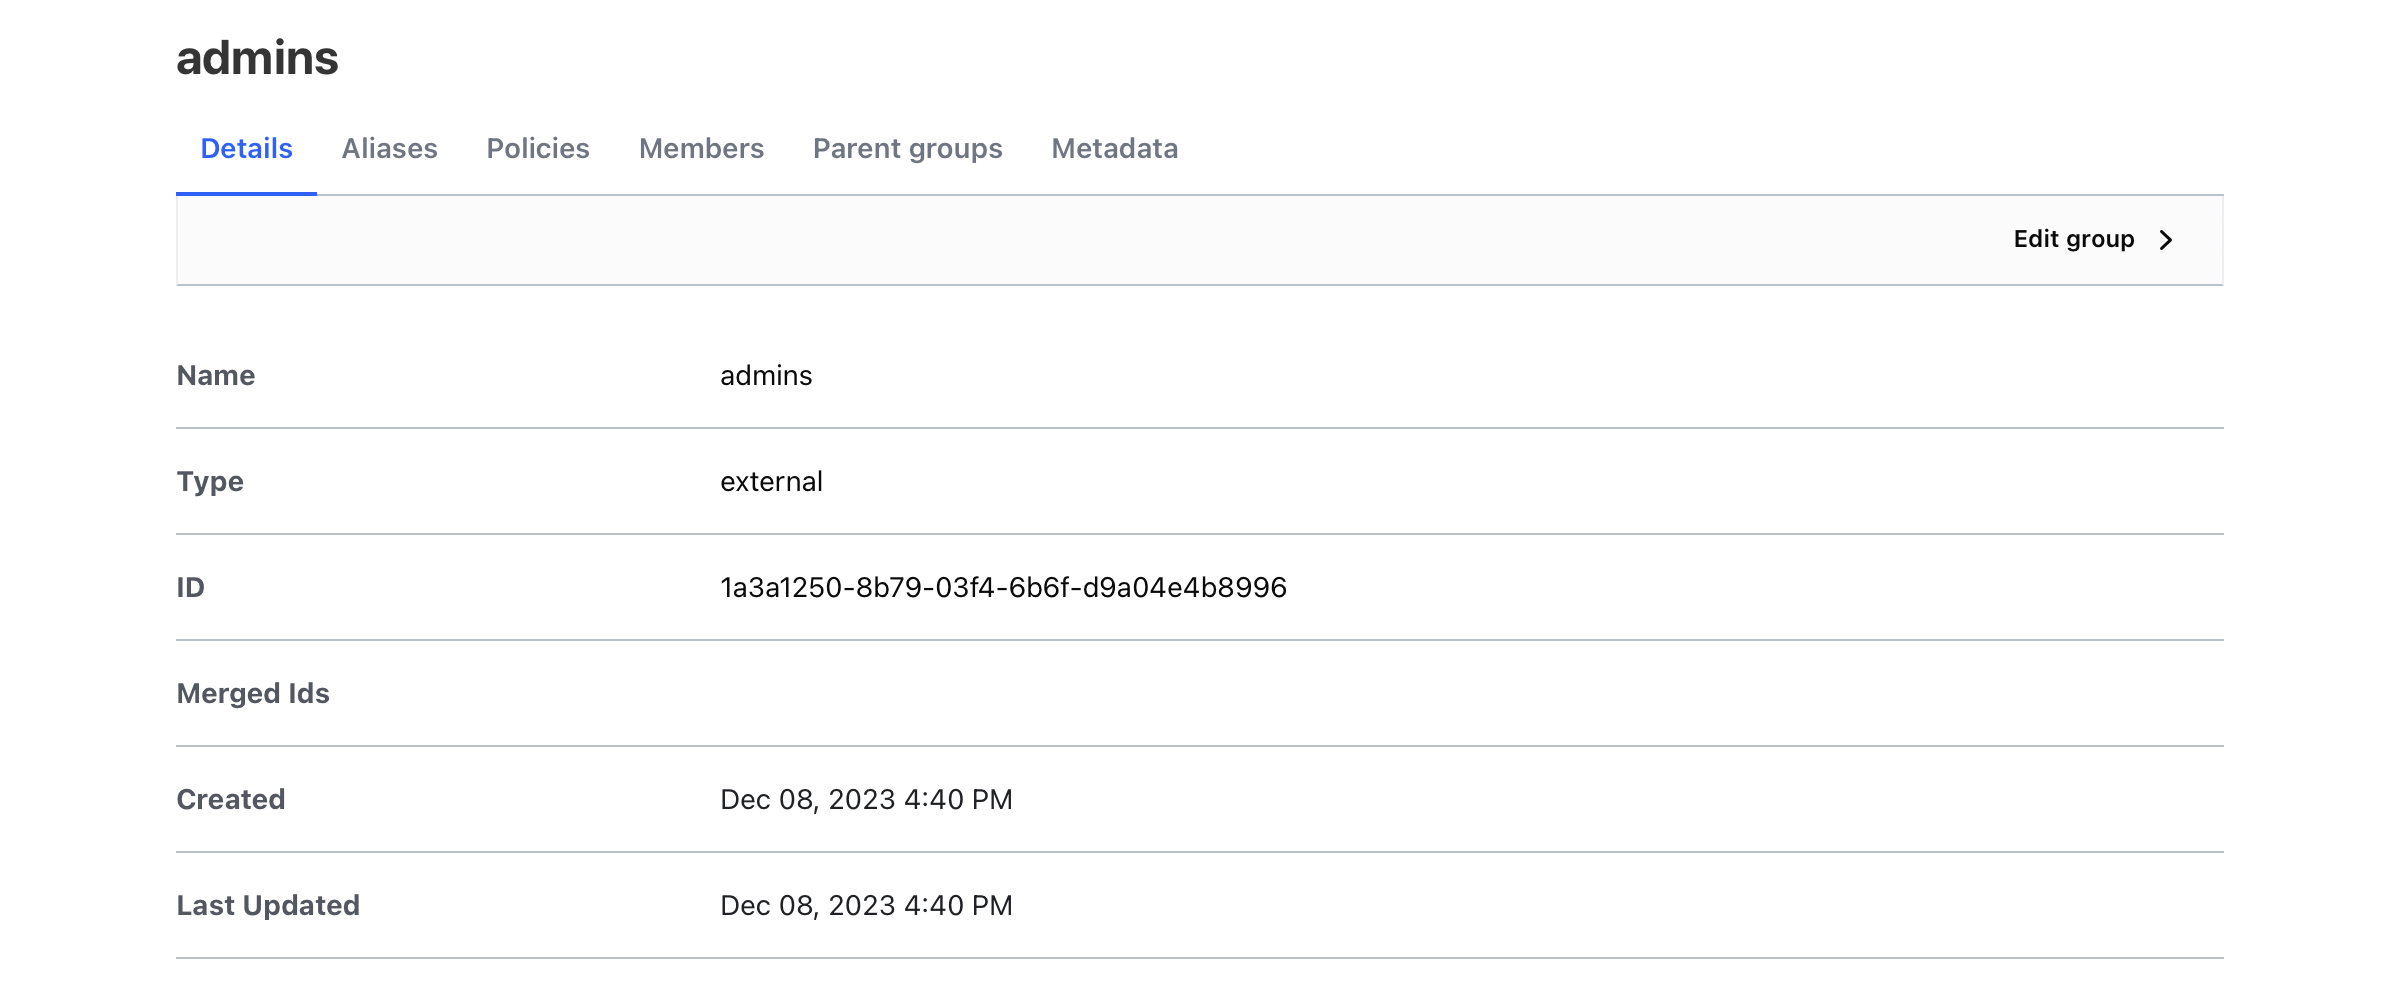 admins
Details Aliases Policies Members Parent groups Metadata
Edit group
Name admins
Type external
ID 1a3a1250-8b79-03f4-6b6f-d9a04e4b8996
Merged Ids
Created Dec 08, 2023 4:40 PM
Last Updated Dec 08, 2023 4:40 PM